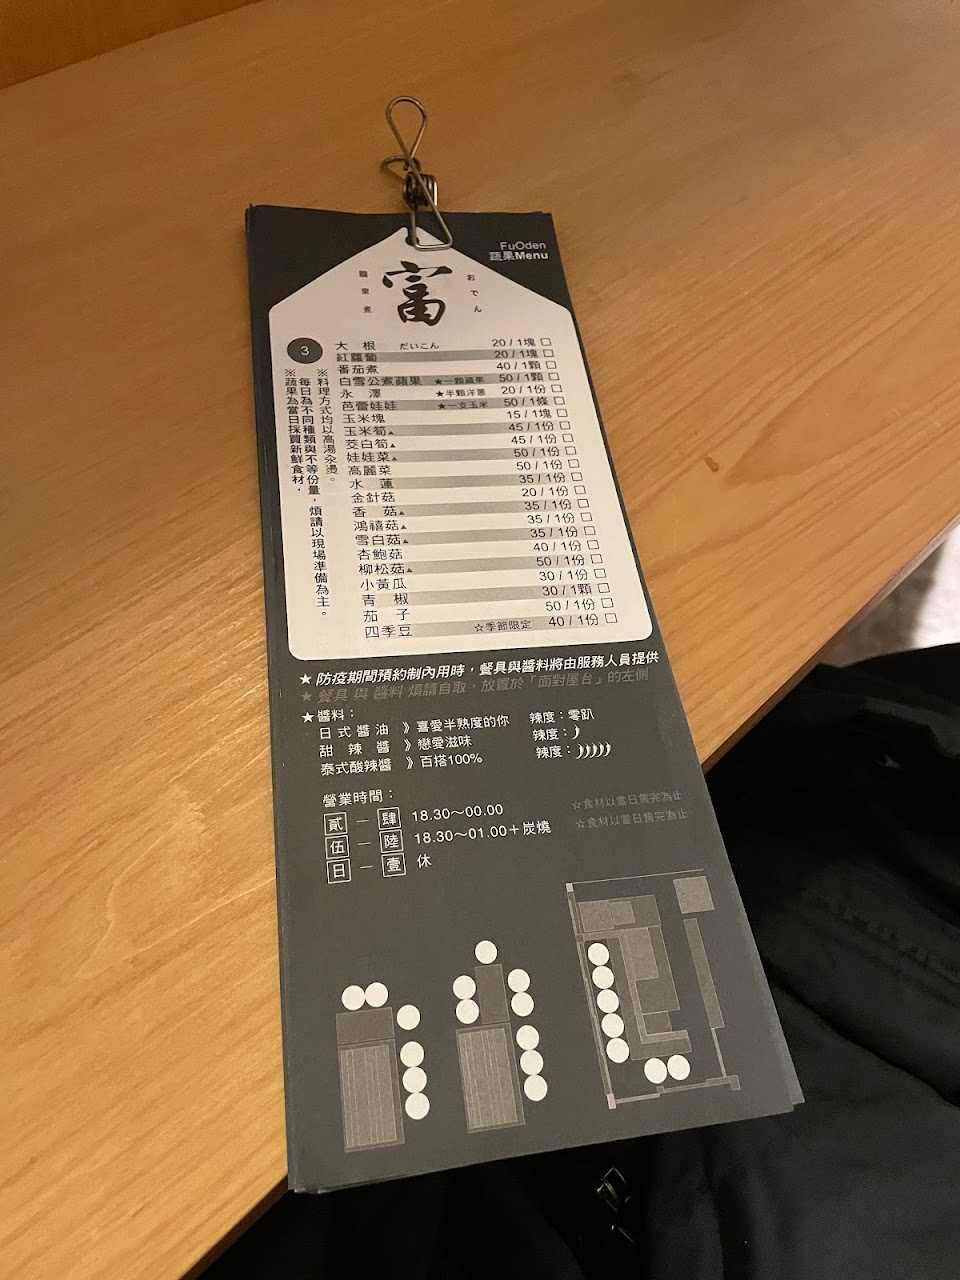 FuOden
蔬果Menu
富
關東煮
おでん
3
大 根 だいこん 20 / 1塊 □
紅蘿蔔 20 / 1塊 □
番茄煮 40 / 1顆 □
白雪公煮蘋果 ★一顆蘋果 50 / 1顆 □
永 澤 ★半顆洋蔥 20 / 1份 □
芭蕾娃娃 ★一支玉米 50 / 1條 □
玉米塊 15 / 1塊 □
玉米筍▲ 45 / 1份 □
茭白筍▲ 45 / 1份 □
娃娃菜▲ 50 / 1份 □
高麗菜 50 / 1份 □
水 蓮 35 / 1份 □
金針菇 20 / 1份 □
香 菇▲ 35 / 1份 □
鴻禧菇▲ 35 / 1份 □
雪白菇▲ 35 / 1份 □
杏鮑菇 40 / 1份 □
柳松菇▲ 50 / 1份 □
小黃瓜 30 / 1份 □
青 椒 30 / 1顆 □
茄 子 50 / 1份 □
四季豆 ☆季節限定 40 / 1份 □
※料理方式均以高湯汆燙。
※蔬果為當日採買新鮮食材，
每日為不同種類與不等份量，煩請以現場準備為主。
★防疫期間預約制內用時，餐具與醬料將由服務人員提供
★餐具 與 醬料 煩請自取，放置於「面對屋台」的左側
★醬料：
日式醬油 》喜愛半熟度的你 辣度：零趴
甜 辣 醬 》戀愛滋味 辣度：
泰式酸辣醬 》百搭100% 辣度：
營業時間：
貳 — 肆 18.30～00.00 ☆食材以當日售完為止
伍 — 陸 18.30～01.00＋炭燒 ☆食材以當日售完為止
日 — 壹 休